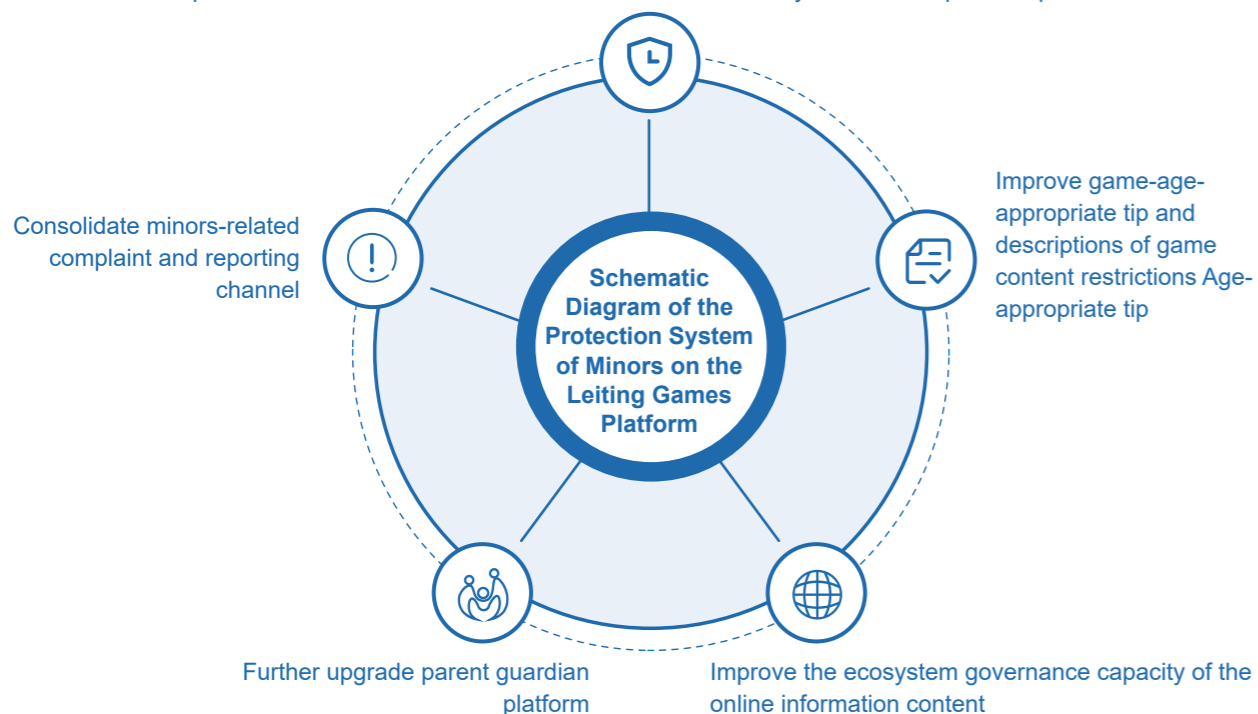 Consolidate minors-related
complaint and reporting
channel
Improve game-age-
appropriate tip and
descriptions of game
content restrictions Age-
appropriate tip
Schematic
Diagram of the
Protection System
of Minors on the
Leiting Games
Platform
Further upgrade parent guardian
platform
Improve the ecosystem governance capacity of the
online information content